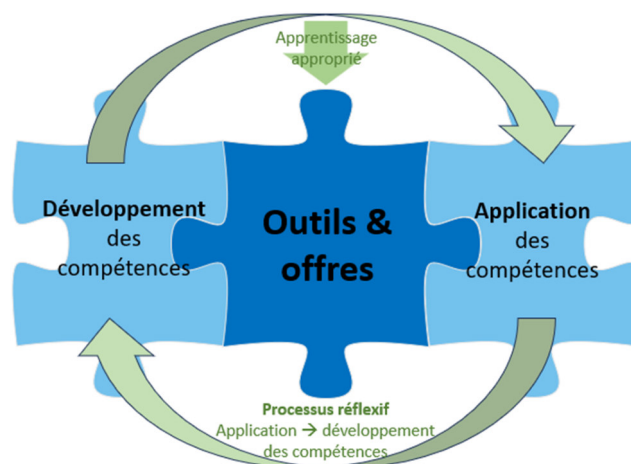 Apprentissage
approprié
Développement
des
compétences
Outils &
offres
Application
des
compétences
Processus réflexif
Application → développement
des compétences